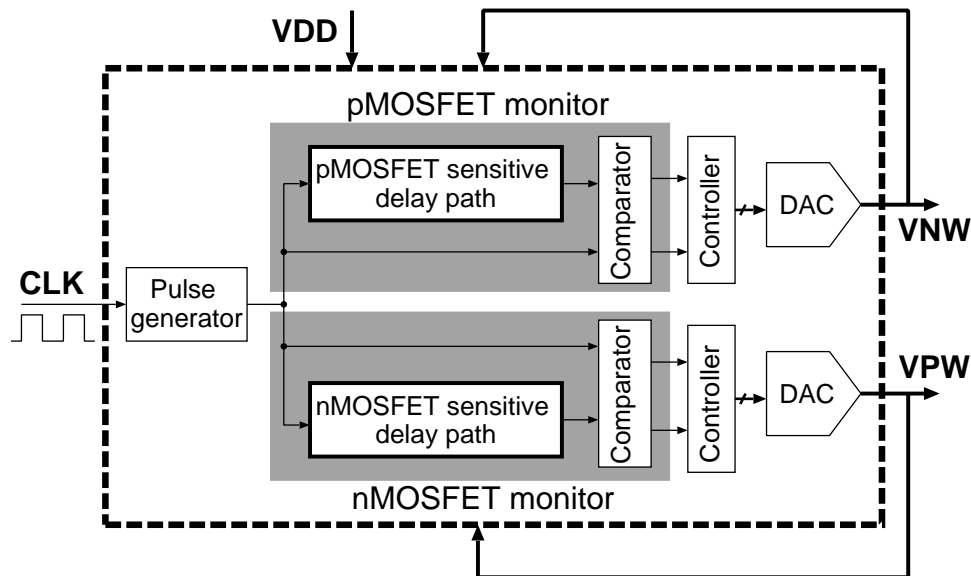 VDD
pMOSFET monitor
pMOSFET sensitive
delay path
Comparator
Controller
DAC
VNW
CLK
Pulse
generator
nMOSFET sensitive
delay path
Comparator
Controller
DAC
VPW
nMOSFET monitor